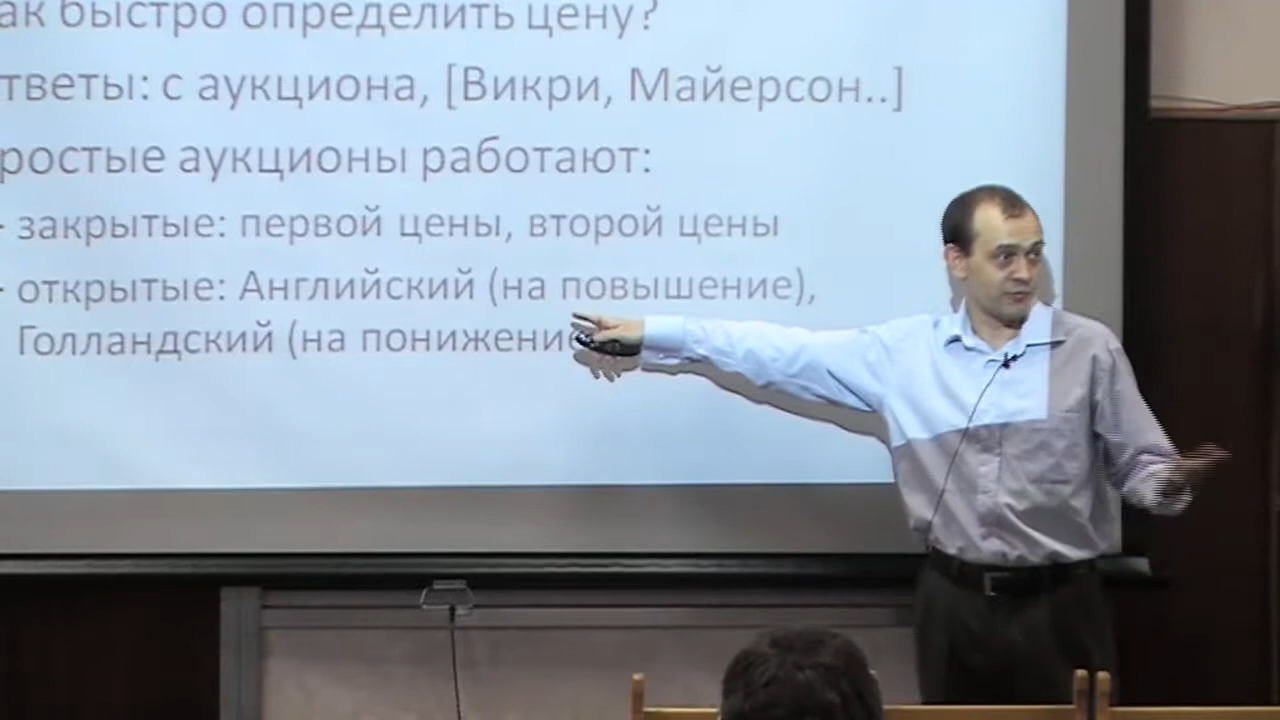 ак быстро определить цену?
тветы: с аукциона, [Викри, Майерсон..]
ростые аукционы работают:
- закрытые: первой цены, второй цены
- открытые: Английский (на повышение),
Голландский (на понижение